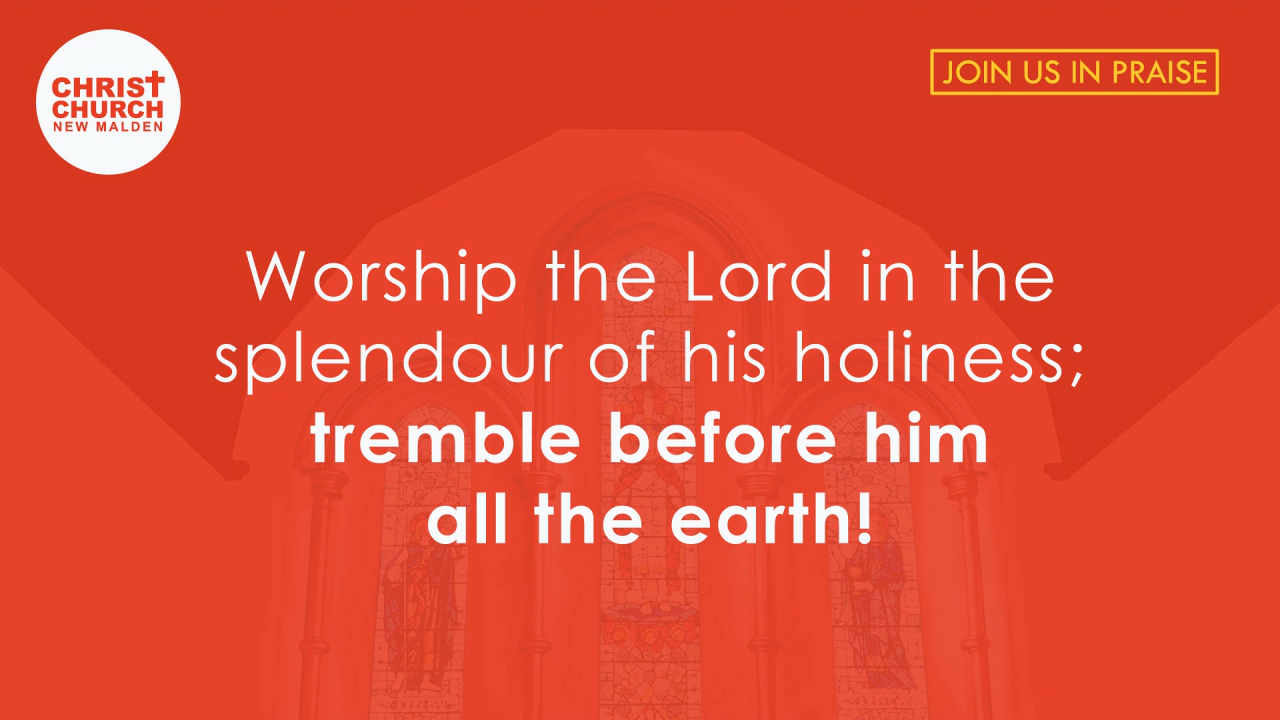 CHRIST
CHURCH
NEW MALDEN
JOIN US IN PRAISE
Worship the Lord in the
splendour of his holiness;
tremble before him
all the earth!